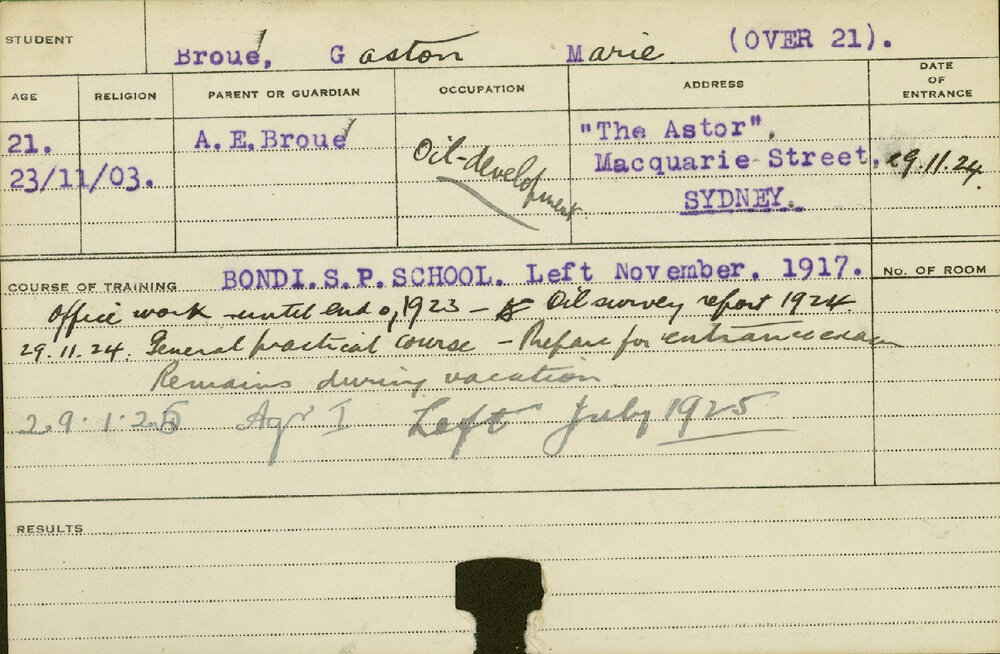 STUDENT
Broué, Gaston Marie (OVER 21).
AGE RELIGION PARENT OR GUARDIAN OCCUPATION ADDRESS DATE OF ENTRANCE
21. A.E.Broué Oil-development "The Astor",
23/11/03. Macquarie Street, 29.11.24.
SYDNEY.
COURSE OF TRAINING BONDI.S.P.SCHOOL. Left November. 1917. No. OF ROOM
Office work until end of 1923 - Oil survey report 1924.
29.11.24. General practical course - Prepare for entrance exam
Remains during vacation
29.1.25 Agr I Left July 1925
RESULTS